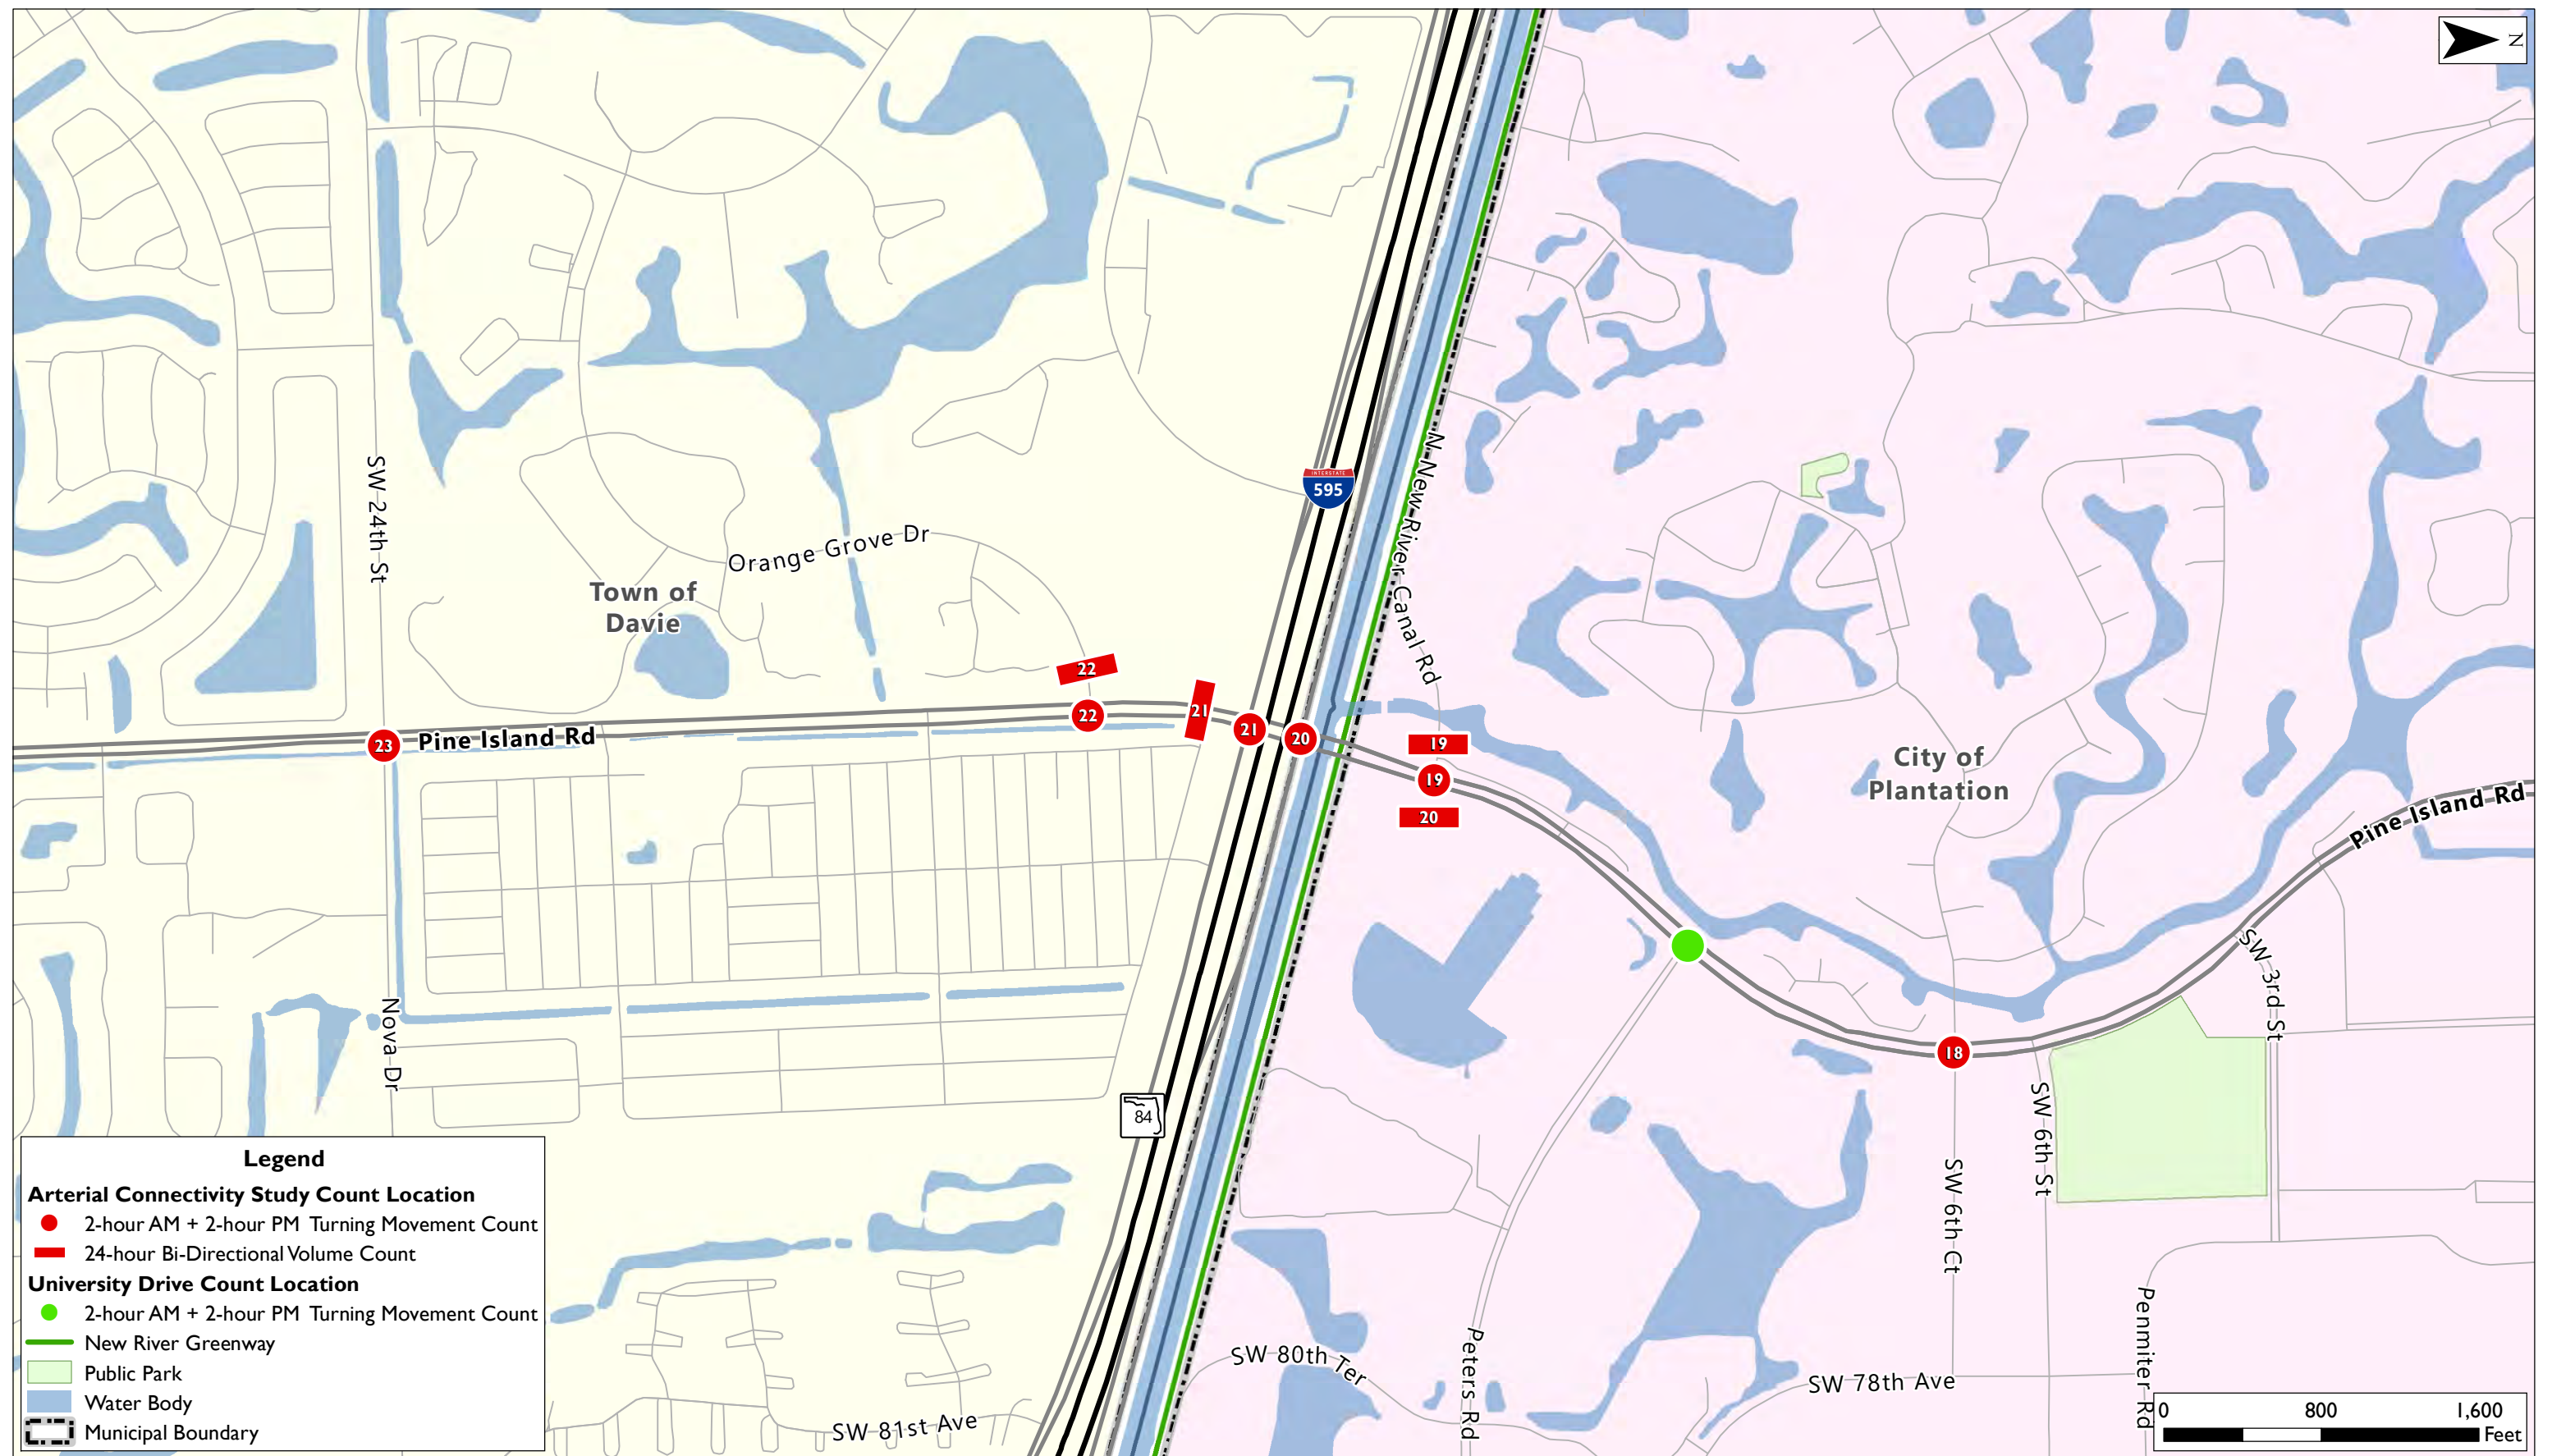 N
INTERSTATE
595
N New River Canal Rd
SW 24th St
Orange Grove Dr
Town of
Davie
22
22
21
21
20
19
19
20
23
Pine Island Rd
City of
Plantation
Pine Island Rd
SW 3rd St
18
Nova Dr
84
SW 6th St
SW 6th Ct
Penmiter Rd
Peters Rd
SW 80th Ter
SW 78th Ave
SW 81st Ave
Legend
Arterial Connectivity Study Count Location
2-hour AM + 2-hour PM Turning Movement Count
24-hour Bi-Directional Volume Count
University Drive Count Location
2-hour AM + 2-hour PM Turning Movement Count
New River Greenway
Public Park
Water Body
Municipal Boundary
0 800 1,600
Feet